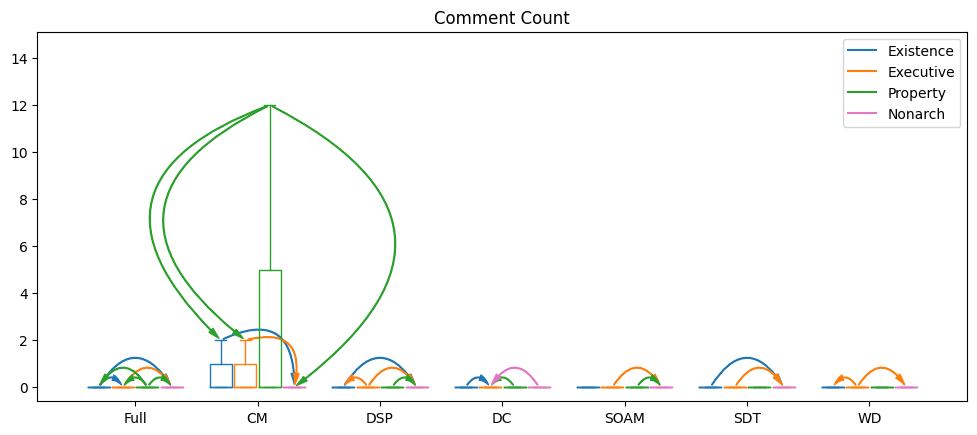 Comment Count
14
12
10
8
6
4
2
0
Existence
Executive
Property
Nonarch
Full CM DSP DC SOAM SDT WD